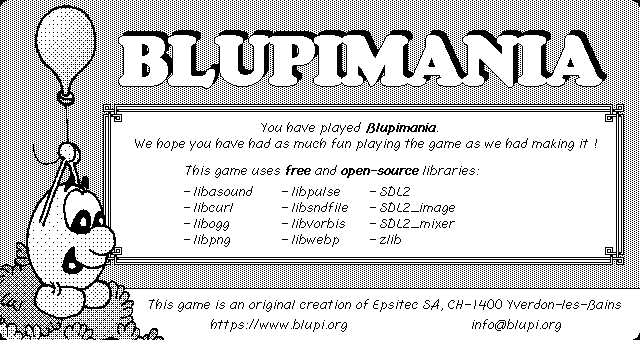 BLUPIMANIA
You have played Blupimania.
We hope you have had as much fun playing the game as we had making it !
This game uses free and open-source libraries:
- libasound - libpulse - SDL2
- libcurl - libsndfile - SDL2_image
- libogg - libvorbis - SDL2_mixer
- libpng - libwebp - zlib
This game is an original creation of Epsitec SA, CH-1400 Yverdon-les-Bains
https://www.blupi.org info@blupi.org